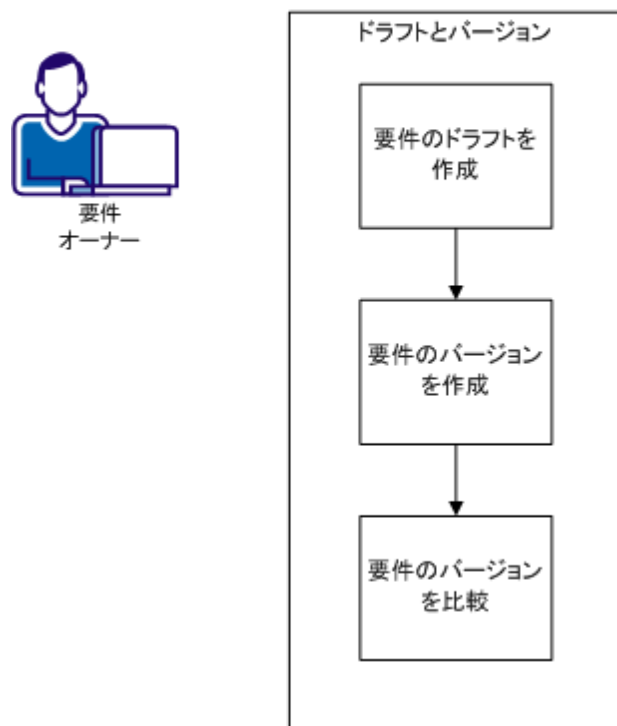 ドラフトとバージョン
要件のドラフトを
作成
要件
オーナー
要件のバージョン
を作成
要件のバージョン
を比較